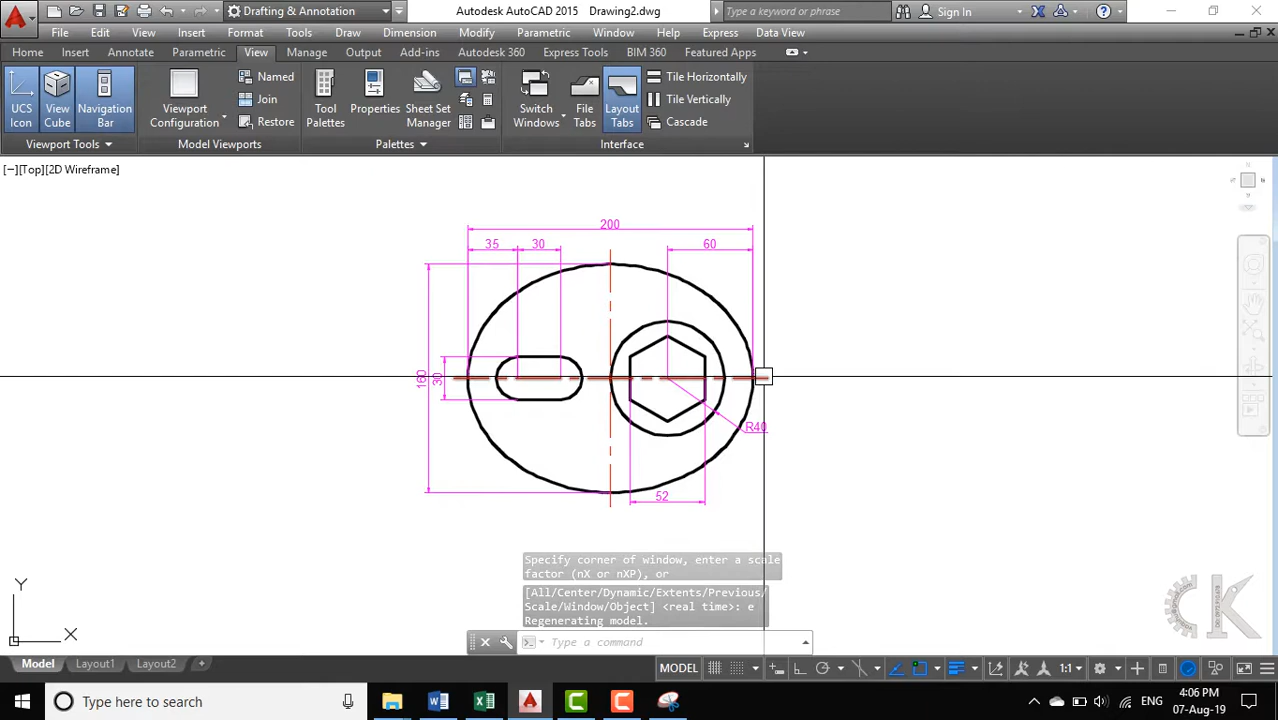 Drafting & Annotation
Autodesk AutoCAD 2015 Drawing2.dwg
Type a keyword or phrase
Sign In
File Edit View Insert Format Tools Draw Dimension Modify Parametric Window Help Express Data View
Home Insert Annotate Parametric View Manage Output Add-ins Autodesk 360 Express Tools BIM 360 Featured Apps
UCS Icon
View Cube
Navigation Bar
Viewport Configuration
Named
Join
Restore
Tool Palettes
Properties
Sheet Set Manager
Switch Windows
File Tabs
Layout Tabs
Tile Horizontally
Tile Vertically
Cascade
Viewport Tools
Model Viewports
Palettes
Interface
[−][Top][2D Wireframe]
200
35 30 60
160
30
R40
52
Specify corner of window, enter a scale
factor (nX or nXP), or
[All/Center/Dynamic/Extents/Previous/
Scale/Window/Object] <real time>: e
Regenerating model.
Type a command
Y
X
Model Layout1 Layout2 +
MODEL 1:1
Type here to search
ENG
4:06 PM
07-Aug-19